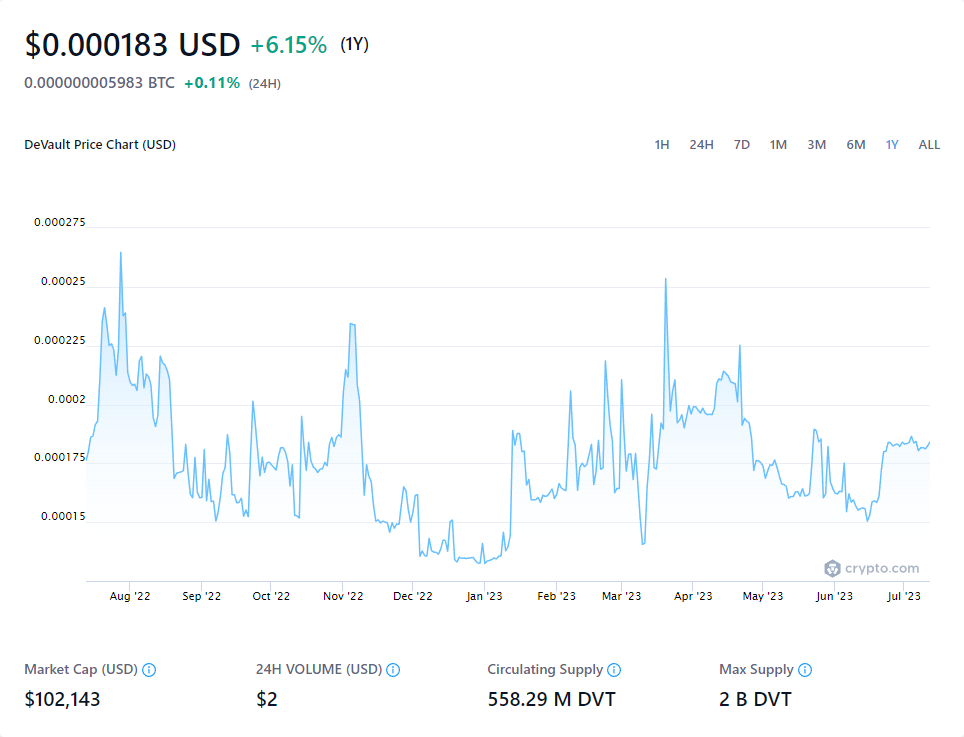 $0.000183 USD +6.15% (1Y)
0.000000005983 BTC +0.11% (24H)
DeVault Price Chart (USD) 1H 24H 7D 1M 3M 6M 1Y ALL
0.000275
0.00025
0.000225
0.0002
0.000175
0.00015
crypto.com
Aug '22 Sep '22 Oct '22 Nov '22 Dec '22 Jan '23 Feb '23 Mar '23 Apr '23 May '23 Jun '23 Jul '23
Market Cap (USD) 24H VOLUME (USD) Circulating Supply Max Supply
$102,143 $2 558.29 M DVT 2 B DVT